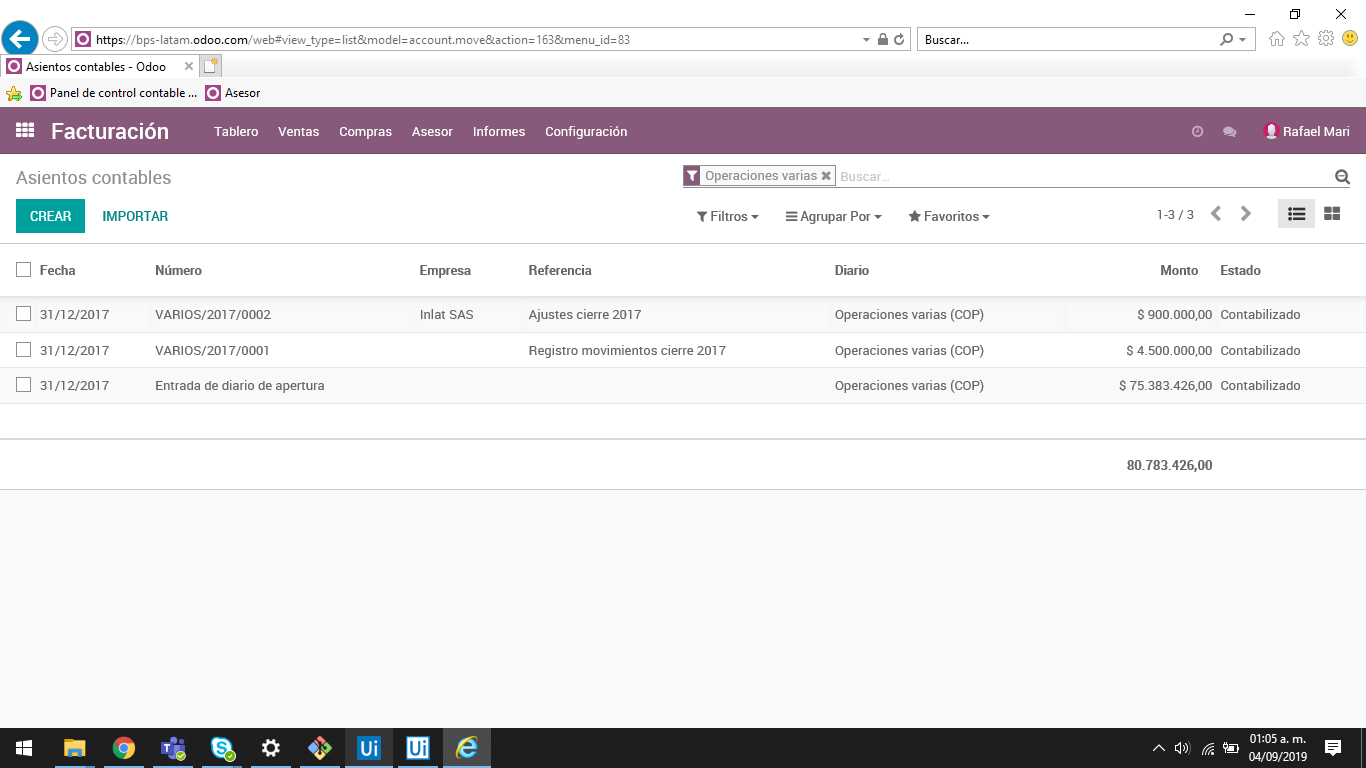 https://bps-latam.odoo.com/web#view_type=list&model=account.move&action=163&menu_id=83
Buscar...
Asientos contables - Odoo
Panel de control contable ... Asesor
Facturación Tablero Ventas Compras Asesor Informes Configuración Rafael Mari
Asientos contables
Operaciones varias Buscar...
CREAR IMPORTAR Filtros Agrupar Por Favoritos 1-3 / 3
Fecha Número Empresa Referencia Diario Monto Estado
31/12/2017 VARIOS/2017/0002 Inlat SAS Ajustes cierre 2017 Operaciones varias (COP) $ 900.000,00 Contabilizado
31/12/2017 VARIOS/2017/0001 Registro movimientos cierre 2017 Operaciones varias (COP) $ 4.500.000,00 Contabilizado
31/12/2017 Entrada de diario de apertura Operaciones varias (COP) $ 75.383.426,00 Contabilizado
80.783.426,00
Ui Ui
01:05 a. m.
04/09/2019